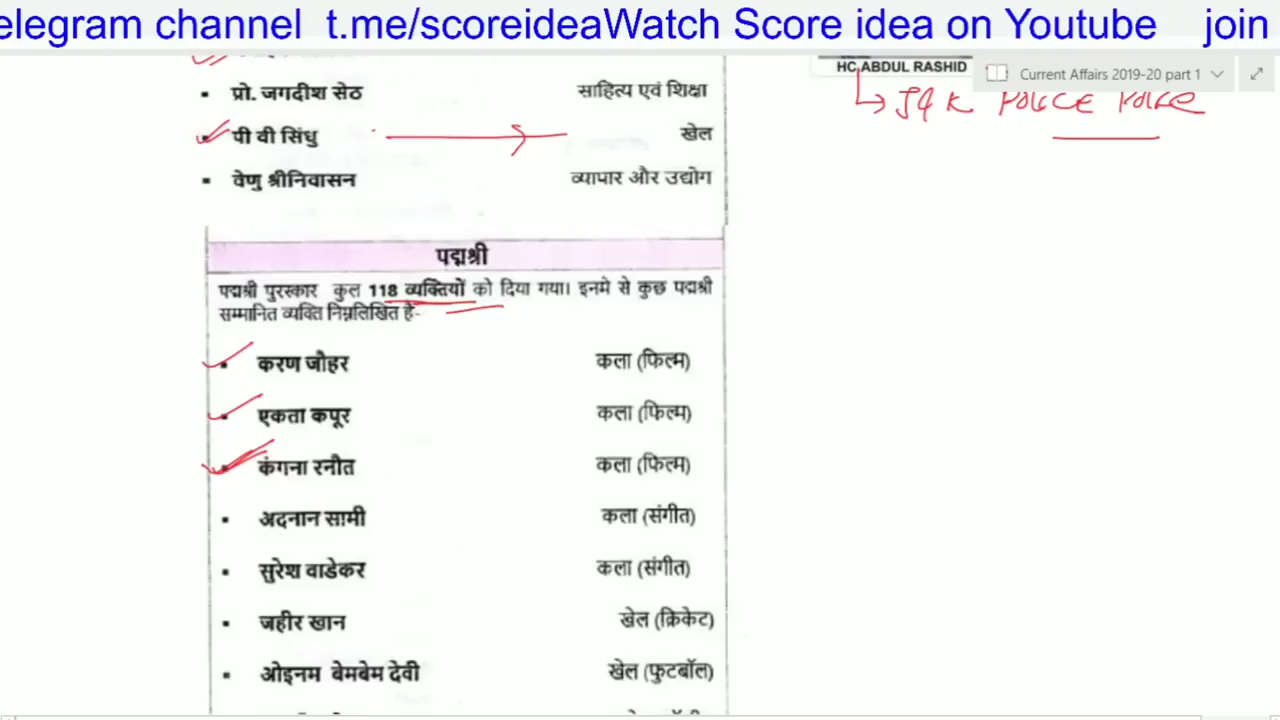 elegram channel t.me/scoreideaWatch Score idea on Youtube join
HC ABDUL RASHID
Current Affairs 2019-20 part 1
प्रो. जगदीश सेठ साहित्य एवं शिक्षा
J & K POLICE POLICE
पी वी सिंधु खेल
वेणु श्रीनिवासन व्यापार और उद्योग
पद्मश्री
पद्मश्री पुरस्कार कुल 118 व्यक्तियों को दिया गया। इनमे से कुछ पद्मश्री
सम्मानित व्यक्ति निम्नलिखित है-
करण जौहर कला (फिल्म)
एकता कपूर कला (फिल्म)
कंगना रनौत कला (फिल्म)
अदनान सामी कला (संगीत)
सुरेश वाडेकर कला (संगीत)
जहीर खान खेल (क्रिकेट)
ओइनम बेमबेम देवी खेल (फुटबॉल)